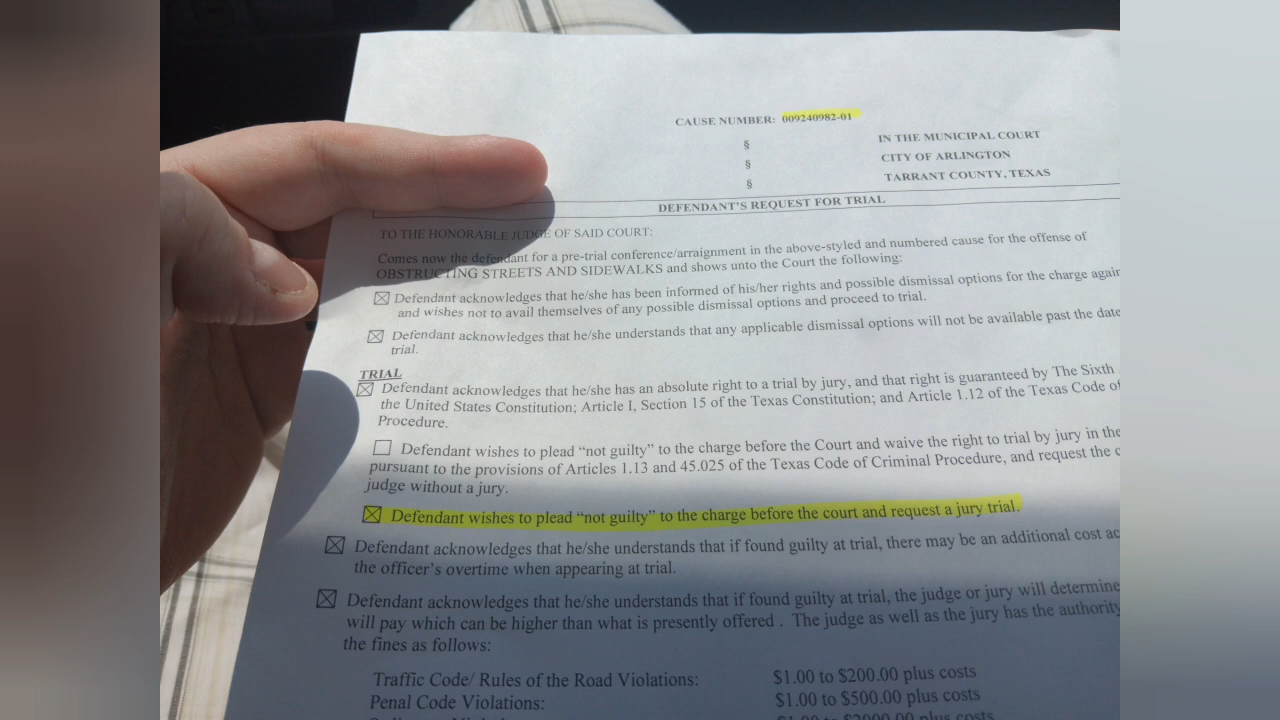 CAUSE NUMBER: 009240982-01
§ IN THE MUNICIPAL COURT
§ CITY OF ARLINGTON
§ TARRANT COUNTY, TEXAS
DEFENDANT'S REQUEST FOR TRIAL
TO THE HONORABLE JUDGE OF SAID COURT:
Comes now the defendant for a pre-trial conference/arraignment in the above-styled and numbered cause for the offense of
OBSTRUCTING STREETS AND SIDEWALKS and shows unto the Court the following:
☒ Defendant acknowledges that he/she has been informed of his/her rights and possible dismissal options for the charge
and wishes not to avail themselves of any possible dismissal options and proceed to trial.
☒ Defendant acknowledges that he/she understands that any applicable dismissal options will not be available past the date
trial.
TRIAL
☒ Defendant acknowledges that he/she has an absolute right to a trial by jury, and that right is guaranteed by The Sixth
the United States Constitution; Article I, Section 15 of the Texas Constitution; and Article 1.12 of the Texas Code of
Procedure.
☐ Defendant wishes to plead "not guilty" to the charge before the Court and waive the right to trial by jury in the
pursuant to the provisions of Articles 1.13 and 45.025 of the Texas Code of Criminal Procedure, and request the
judge without a jury.
☒ Defendant wishes to plead "not guilty" to the charge before the court and request a jury trial.
☒ Defendant acknowledges that he/she understands that if found guilty at trial, there may be an additional cost
the officer's overtime when appearing at trial.
☒ Defendant acknowledges that he/she understands that if found guilty at trial, the judge or jury will determine
will pay which can be higher than what is presently offered . The judge as well as the jury has the authority
the fines as follows:
Traffic Code/ Rules of the Road Violations: $1.00 to $200.00 plus costs
Penal Code Violations: $1.00 to $500.00 plus costs
$1.00 to $2000.00 plus costs